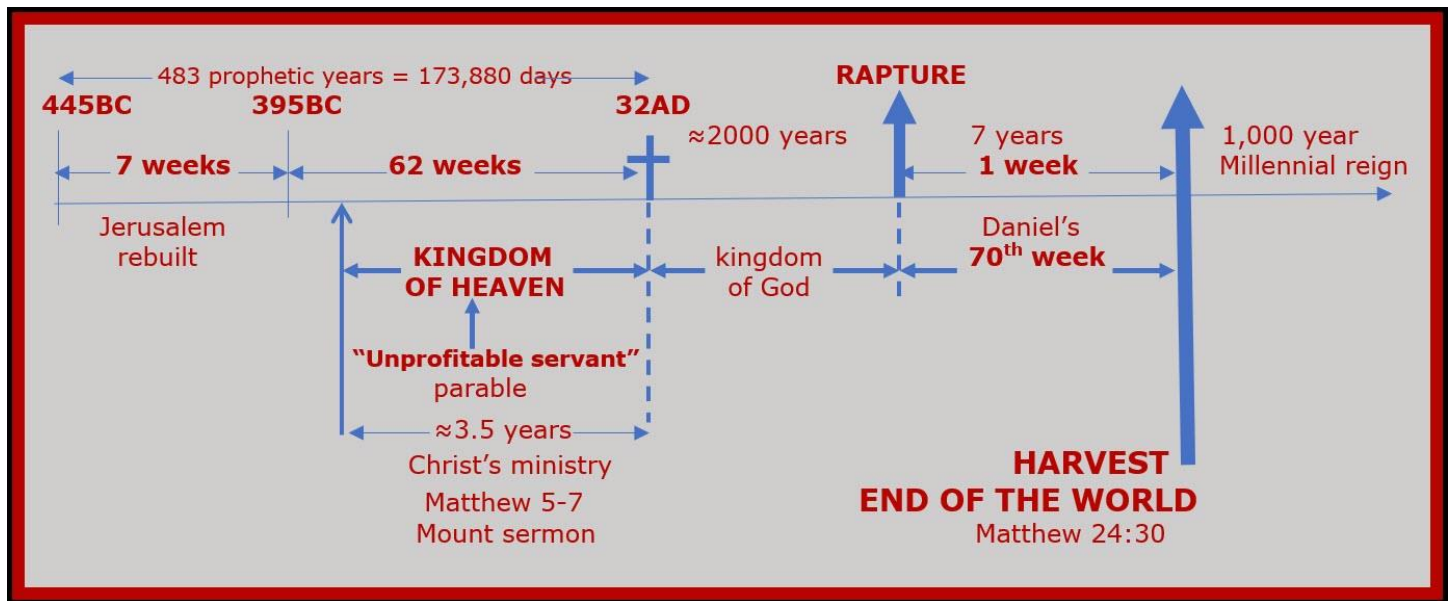 483 prophetic years = 173,880 days
445BC
395BC
32AD
RAPTURE
≈2000 years
7 years
1 week
1,000 year
Millennial reign
7 weeks
62 weeks
Jerusalem
rebuilt
KINGDOM
OF HEAVEN
kingdom
of God
Daniel's
70th week
“Unprofitable servant”
parable
≈3.5 years
Christ's ministry
Matthew 5-7
Mount sermon
HARVEST
END OF THE WORLD
Matthew 24:30